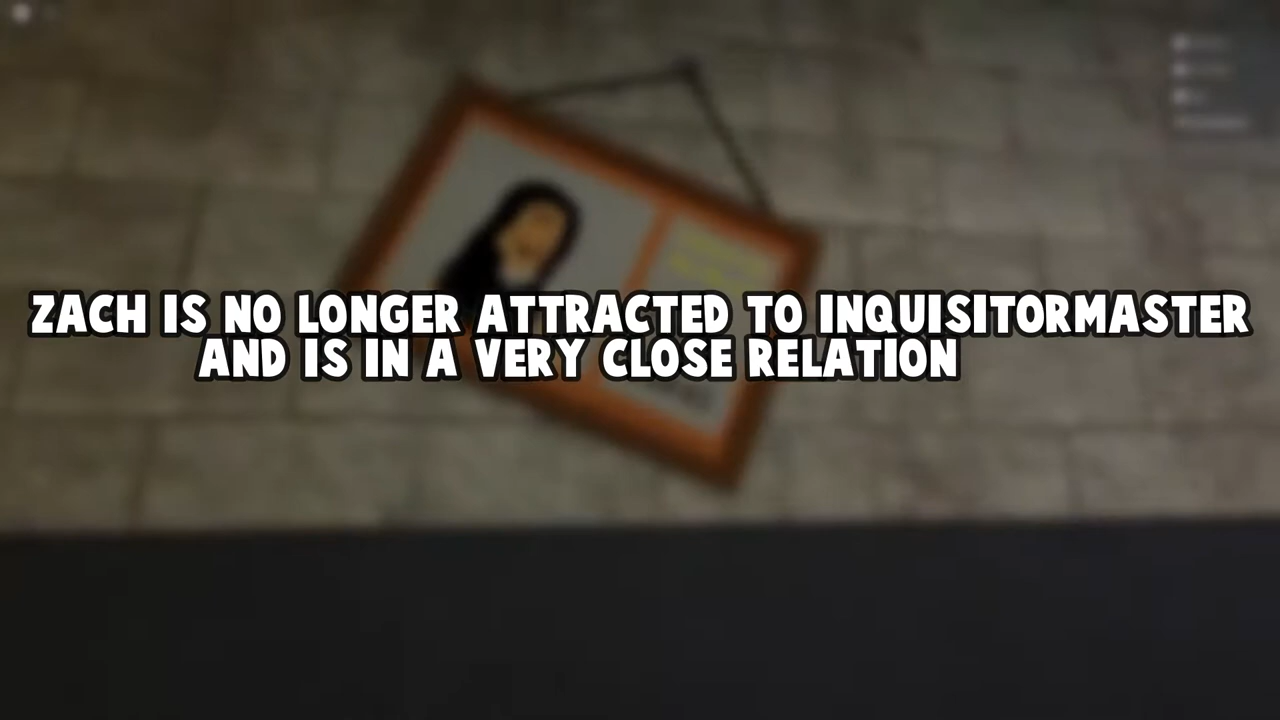 ZACH IS NO LONGER ATTRACTED TO INQUISITORMASTER
AND IS IN A VERY CLOSE RELATION